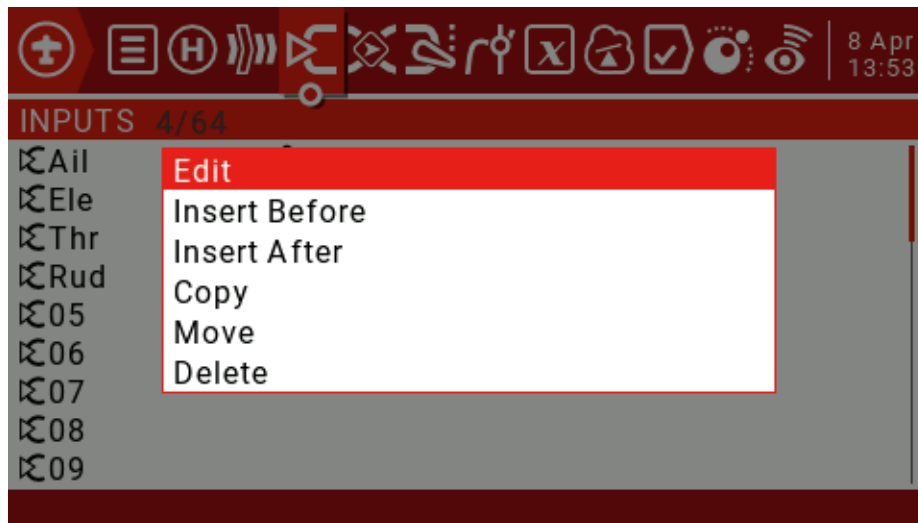 8 Apr
13:53
INPUTS 4/64
Ail
Edit
Ele
Insert Before
Thr
Insert After
Rud
Copy
05
Move
06
Delete
07
08
09